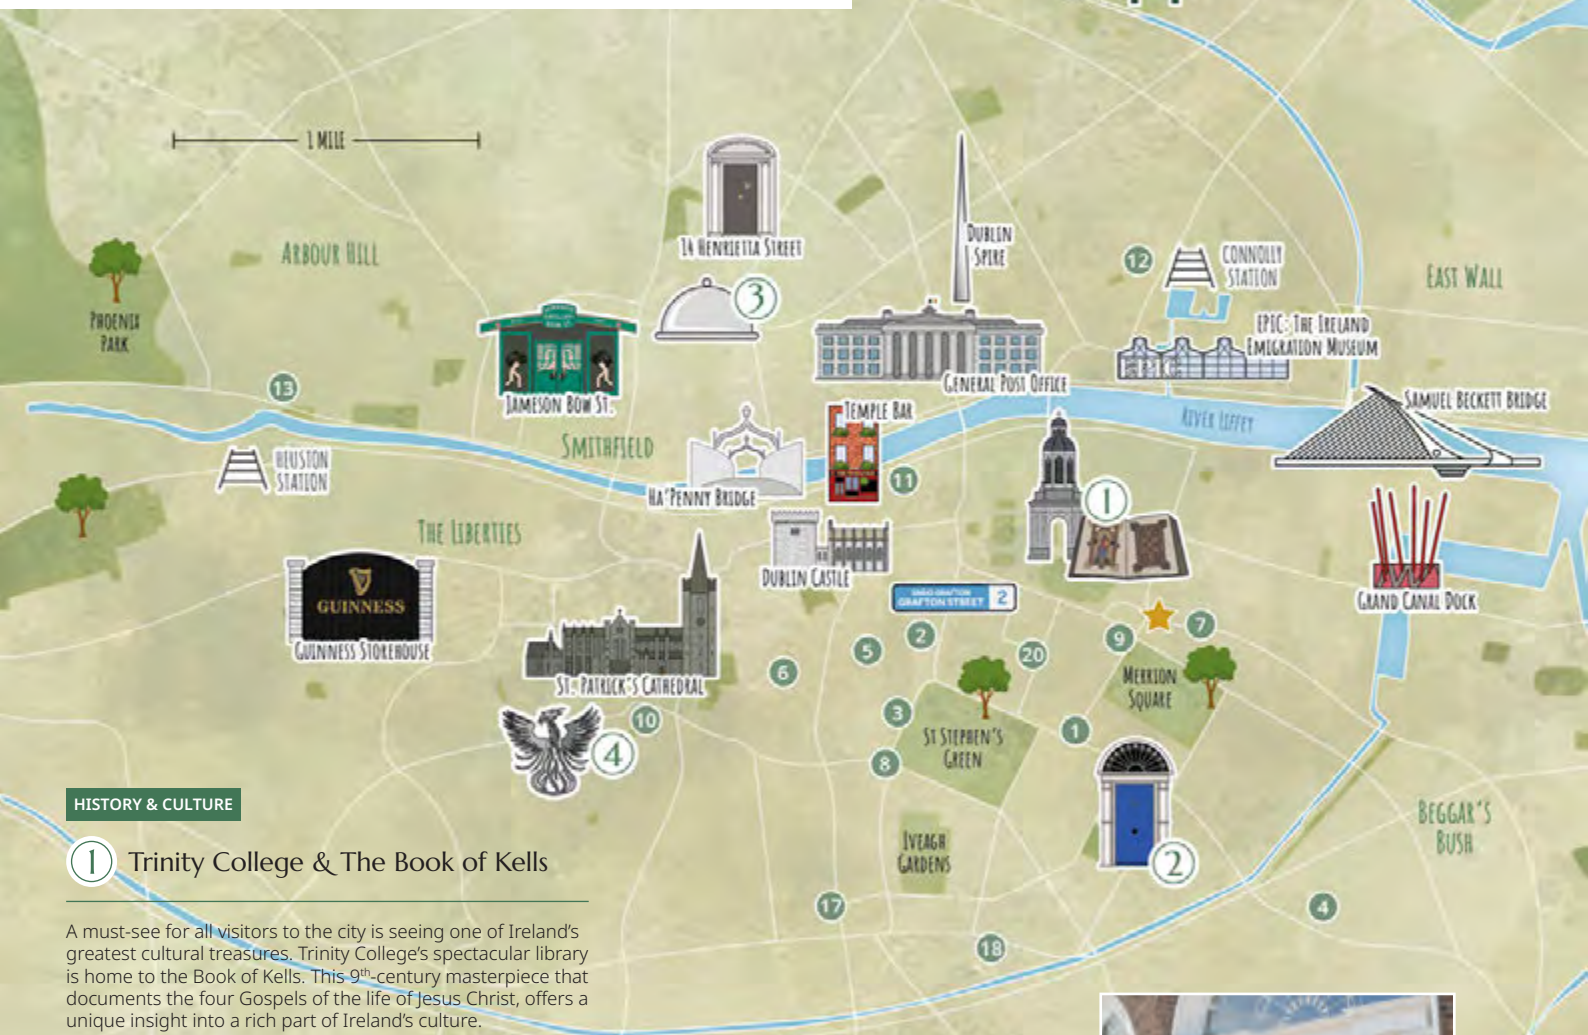 1 MILE
14 HENRIETTA STREET
DUBLIN
SPIRE
ARBOUR HILL
12
CONNOLLY
STATION
EAST WALL
PHOENIX
PARK
3
EPIC: THE IRELAND
EMIGRATION MUSEUM
EPIC
GENERAL POST OFFICE
13
JAMESON BOW ST.
TEMPLE BAR
SAMUEL BECKETT BRIDGE
RIVER LIFFEY
SMITHFIELD
HEUSTON
STATION
HA'PENNY BRIDGE
11
1
THE LIBERTIES
DUBLIN CASTLE
GUINNESS
GRAFTON STREET 2
GRAND CANAL DOCK
GUINNESS STOREHOUSE
2
9
7
5
20
6
ST. PATRICK'S CATHEDRAL
MERRION
SQUARE
3
10
1
ST STEPHEN'S
GREEN
4
8
BEGGAR'S
BUSH
IVEAGH
GARDENS
2
17
4
18
HISTORY & CULTURE
1 Trinity College & The Book of Kells
A must-see for all visitors to the city is seeing one of Ireland's
greatest cultural treasures. Trinity College's spectacular library
is home to the Book of Kells. This 9th-century masterpiece that
documents the four Gospels of the life of Jesus Christ, offers a
unique insight into a rich part of Ireland's culture.